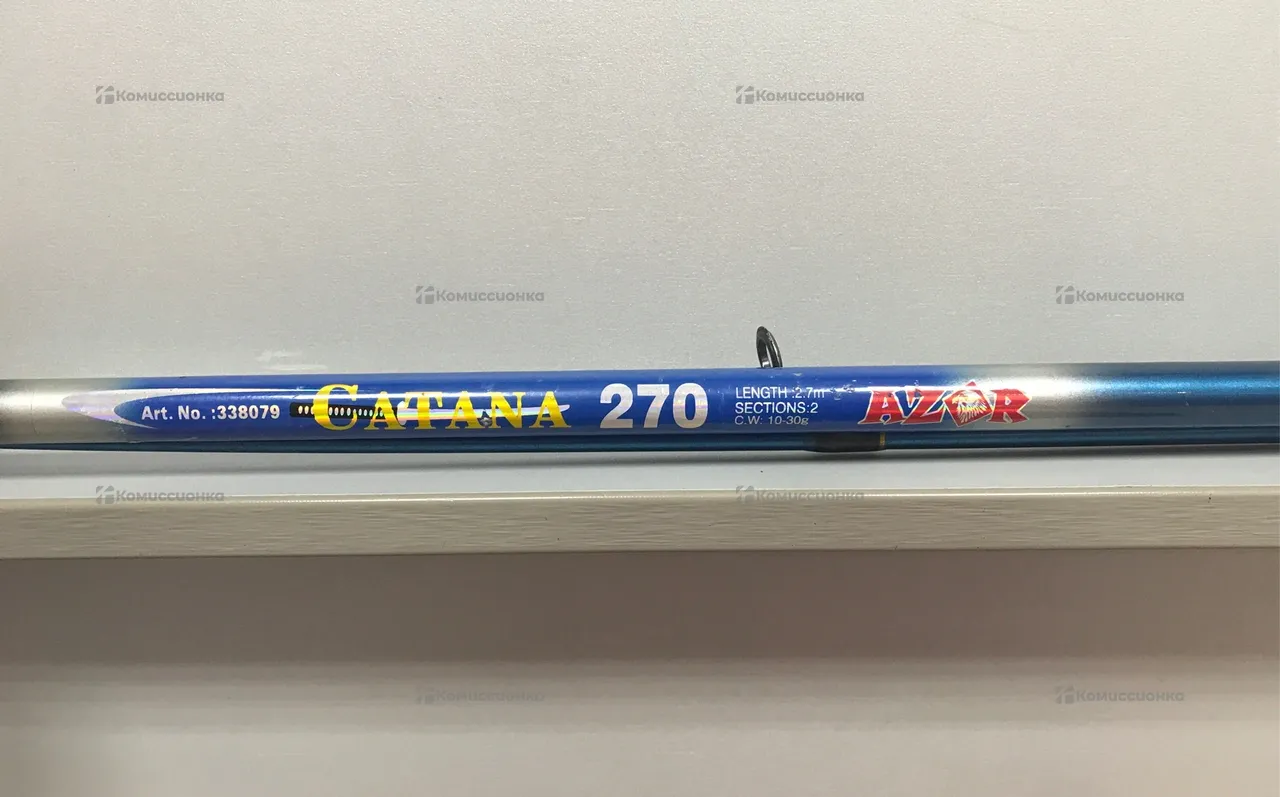 Комиссионка
Комиссионка
Комиссионка
Комиссионка
Art. No. :338079
CATANA
270
LENGTH :2.7m
SECTIONS:2
C.W: 10-30g
AZOR
Комиссионка
Комиссионка
Комиссионка
Комиссионка